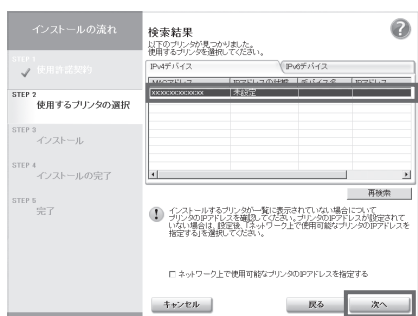 インストールの流れ
STEP 1
使用許諾契約
STEP 2
使用するプリンタの選択
STEP 3
インストール
STEP 4
インストールの完了
STEP 5
完了
検索結果
以下のプリンタが見つかりました。
使用するプリンタを選択してください。
IPv4デバイス
IPv6デバイス
MACアドレス
IPアドレスの状態
デバイス名
IPアドレス
xx:xx:xx:xx:xx:xx
未設定
再検索
インストールするプリンタが一覧に表示されていない場合について
プリンタのIPアドレスを確認してください。プリンタのIPアドレスが設定されて
いない場合は、設定後、「ネットワーク上で使用可能なプリンタのIPアドレスを
指定する」を選択してください。
ネットワーク上で使用可能なプリンタのIPアドレスを指定する
キャンセル
戻る
次へ